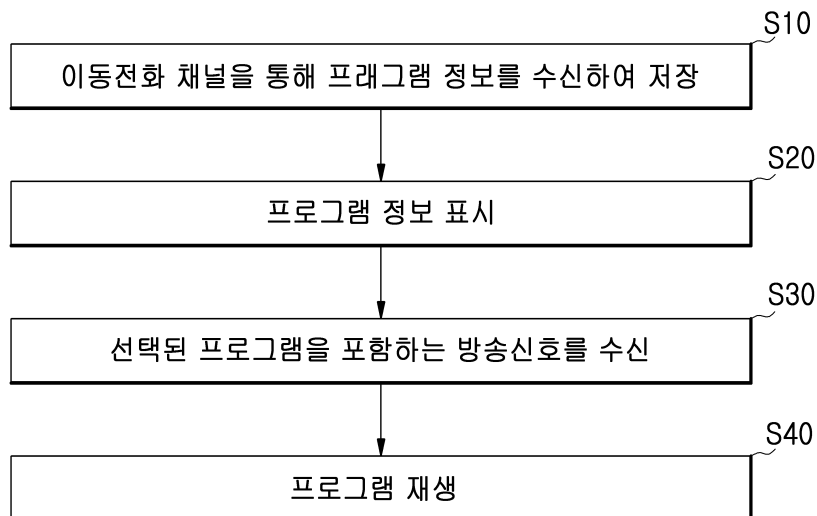 S10
이동전화 채널을 통해 프래그램 정보를 수신하여 저장
S20
프로그램 정보 표시
S30
선택된 프로그램을 포함하는 방송신호를 수신
S40
프로그램 재생